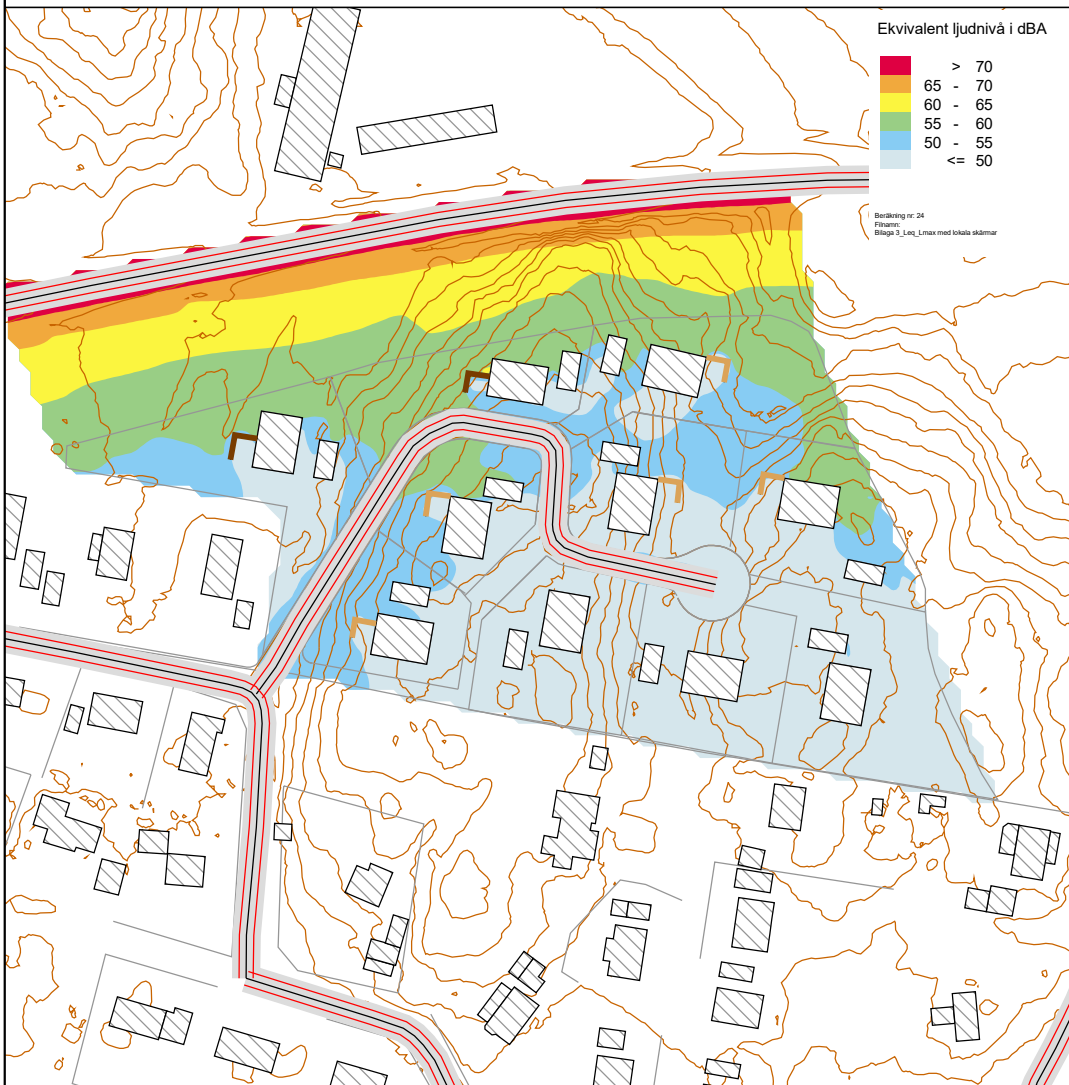 Ekvivalent ljudnivå i dBA
> 70
65 - 70
60 - 65
55 - 60
50 - 55
<= 50
Beräkning nr: 24
Filnamn:
Bilaga 3_Leq_Lmax med lokala skärmar